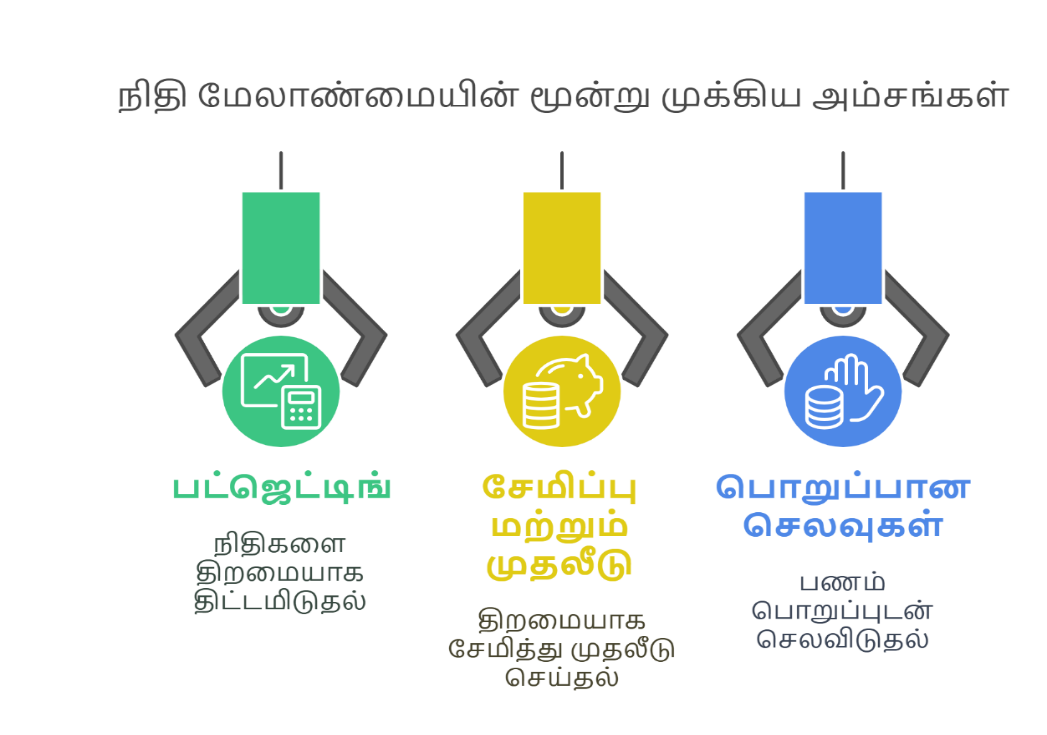 நிதி மேலாண்மையின் மூன்று முக்கிய அம்சங்கள்
பட்ஜெட்டிங்
நிதிகளை
திறமையாக
திட்டமிடுதல்
சேமிப்பு
மற்றும்
முதலீடு
திறமையாக
சேமித்து முதலீடு
செய்தல்
பொறுப்பான
செலவுகள்
பணம்
பொறுப்புடன்
செலவிடுதல்